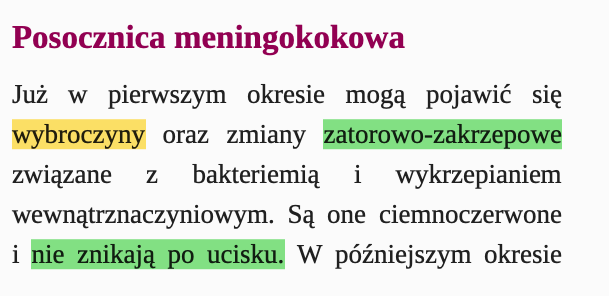 Posocznica meningokokowa
Już w pierwszym okresie mogą pojawić się
wybroczyny oraz zmiany zatorowo-zakrzepowe
związane z bakteriemią i wykrzepianiem
wewnątrznaczyniowym. Są one ciemnoczerwone
i nie znikają po ucisku. W późniejszym okresie